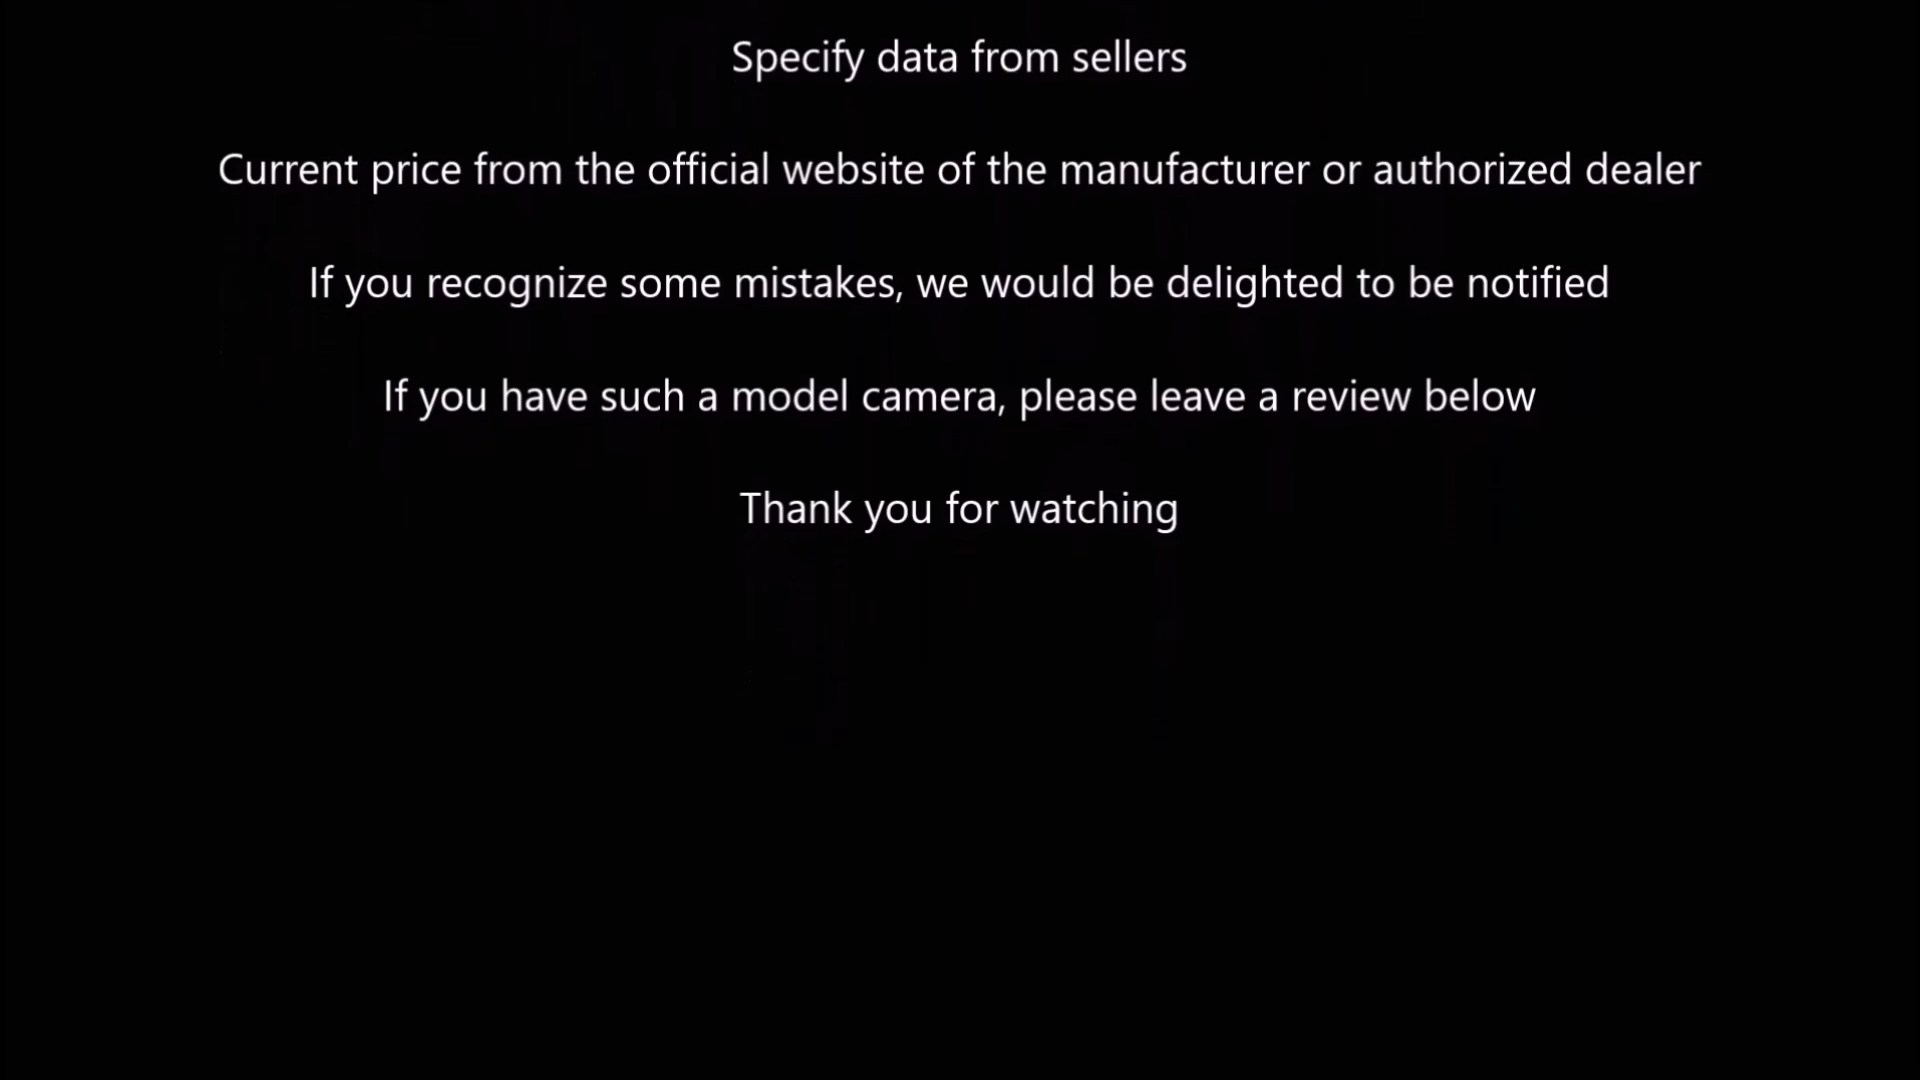 Specify data from sellers
Current price from the official website of the manufacturer or authorized dealer
If you recognize some mistakes, we would be delighted to be notified
If you have such a model camera, please leave a review below
Thank you for watching